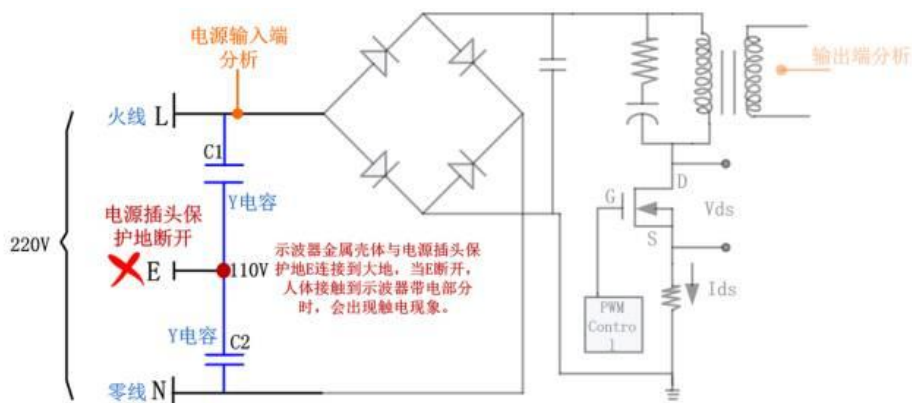 电源输入端
分析
输出端分析
火线 L
C1
Y电容
电源插头保
护地断开
220V
E
110V
示波器金属壳体与电源插头保
护地E连接到大地，当E断开，
人体接触到示波器带电部分
时，会出现触电现象。
Y电容
C2
零线 N
D
G
S
Vds
Ids
PWM
Contro
l